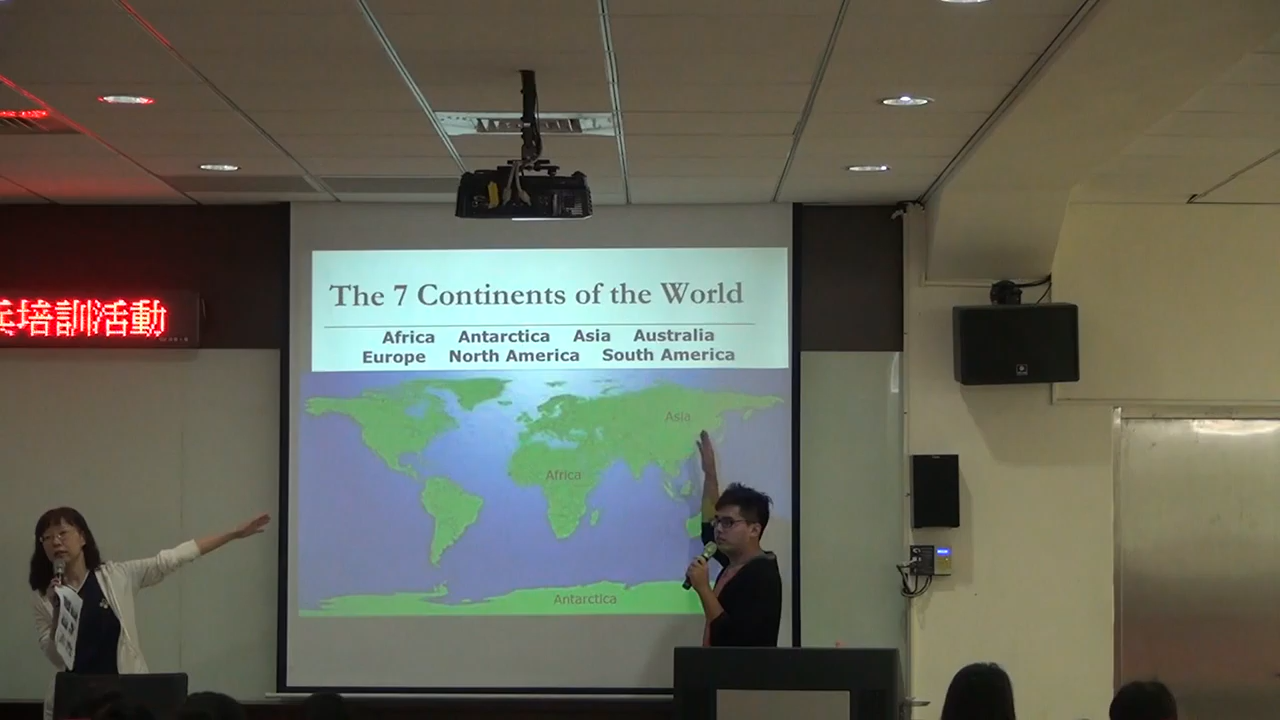 The 7 Continents of the World
Africa Antarctica Asia Australia
Europe North America South America
Asia
Africa
Antarctica
兵培訓活動